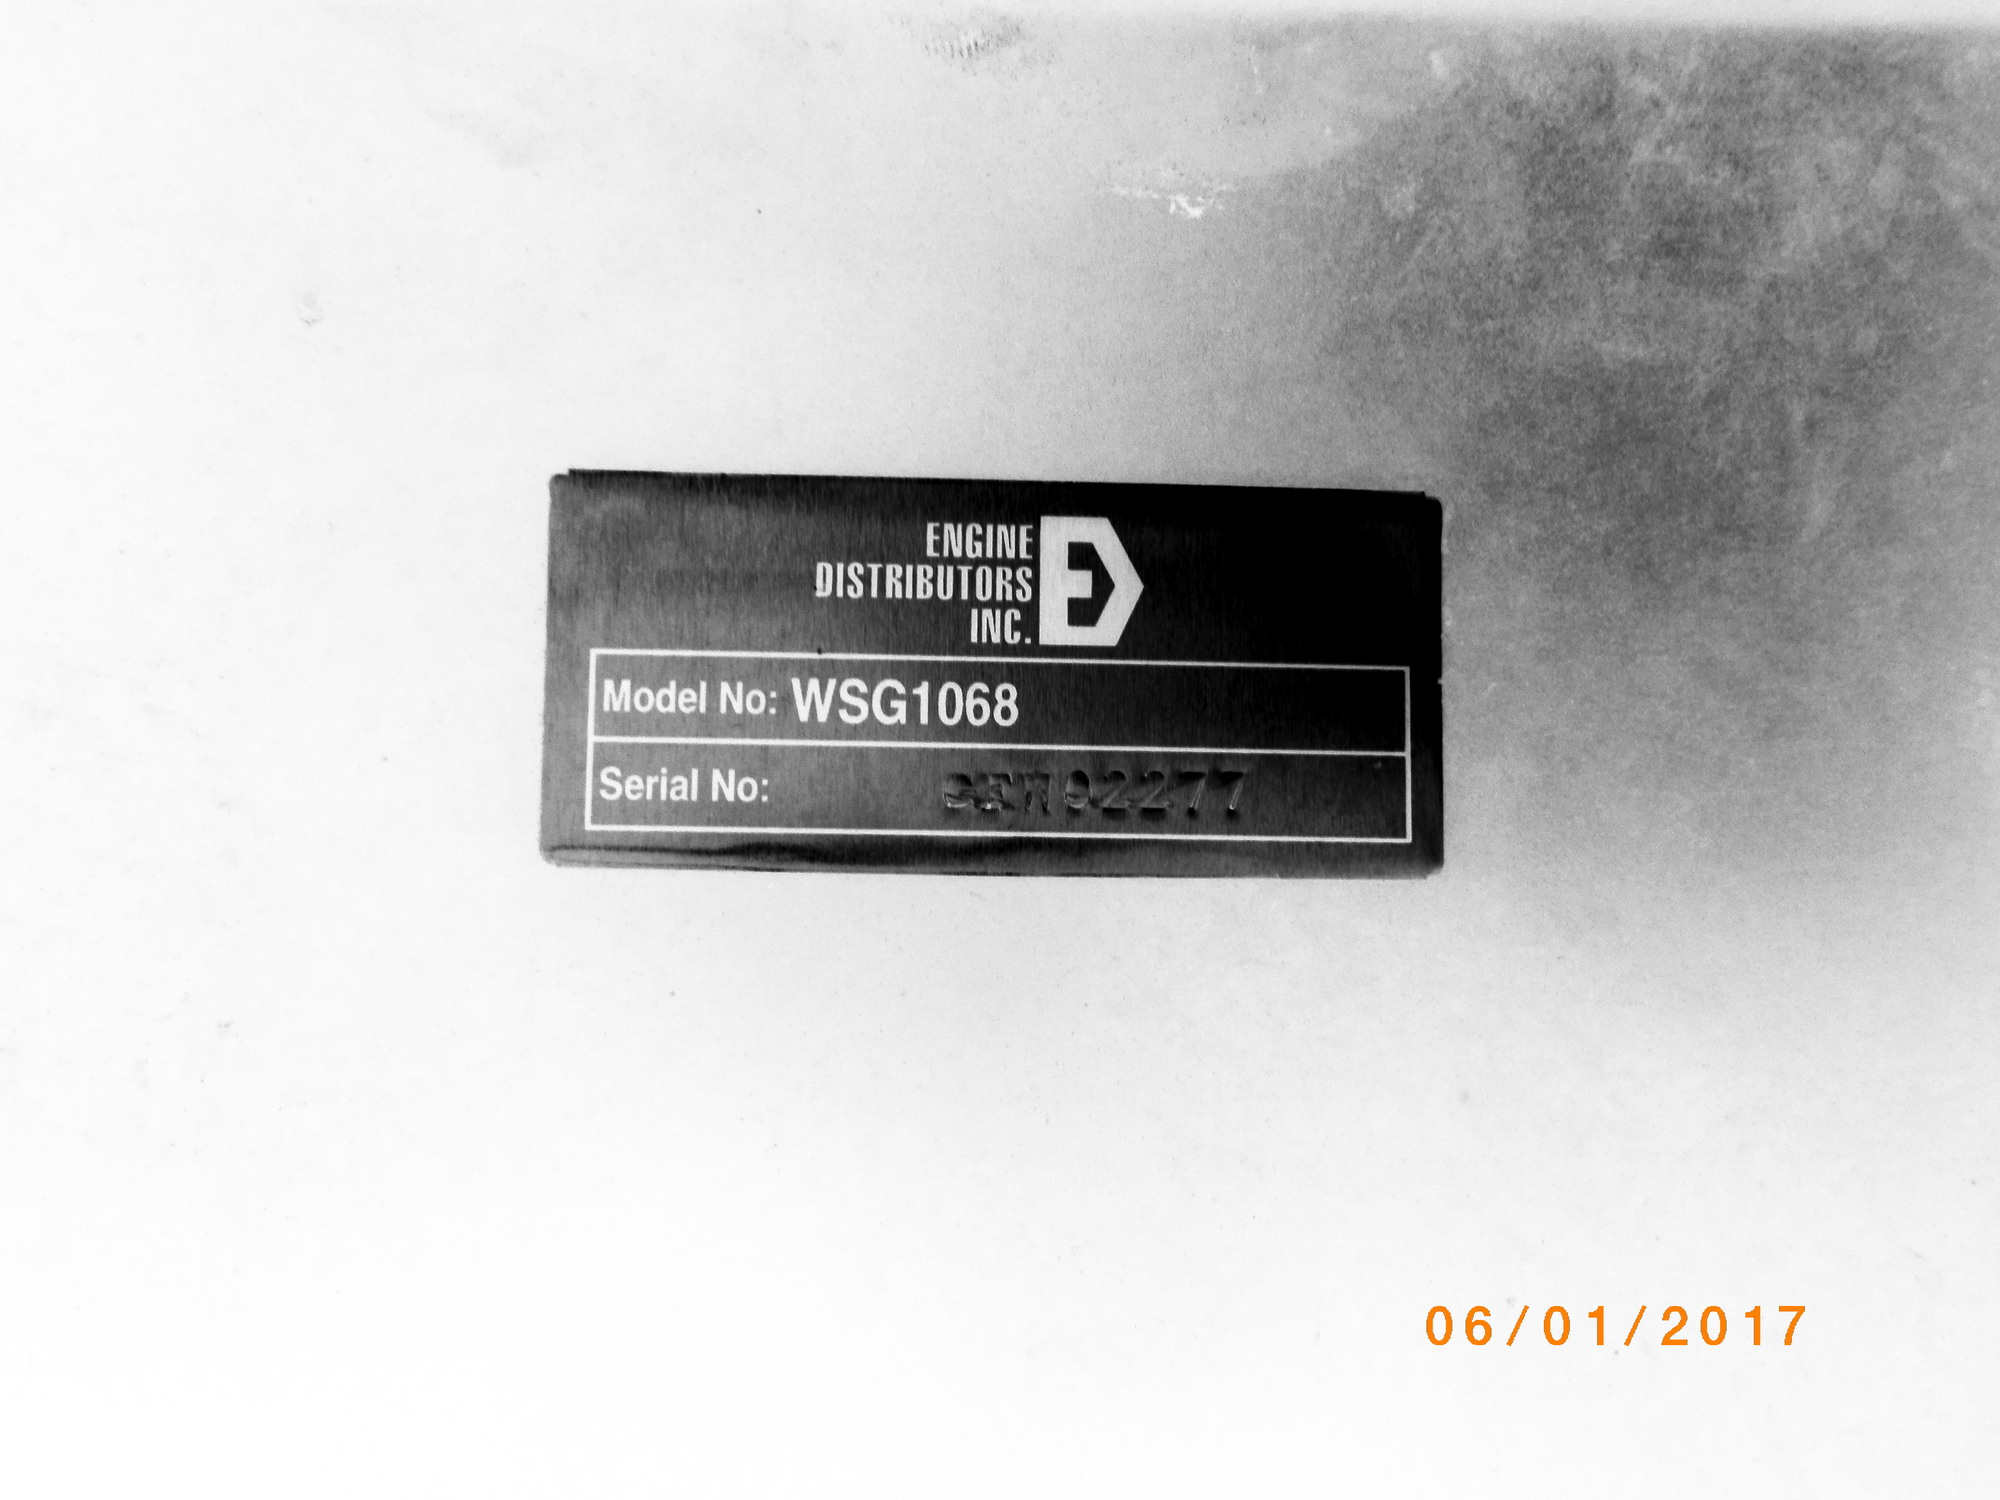 ENGINE
DISTRIBUTORS
INC.
Model No: WSG1068
Serial No:
06/01/2017